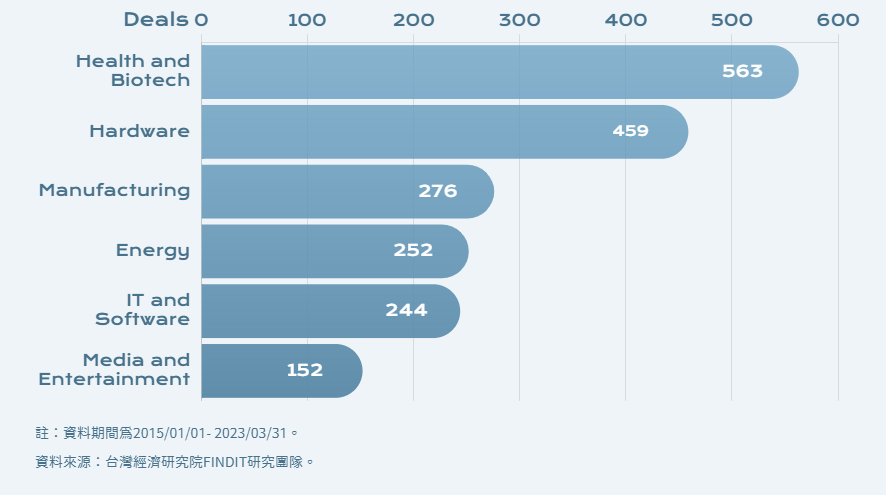 Deals 0 100 200 300 400 500 600
Health and
Biotech
563
Hardware
459
Manufacturing
276
Energy
252
IT and
Software
244
Media and
Entertainment
152
註：資料期間爲2015/01/01- 2023/03/31。
資料來源：台灣經濟研究院FINDIT研究團隊。